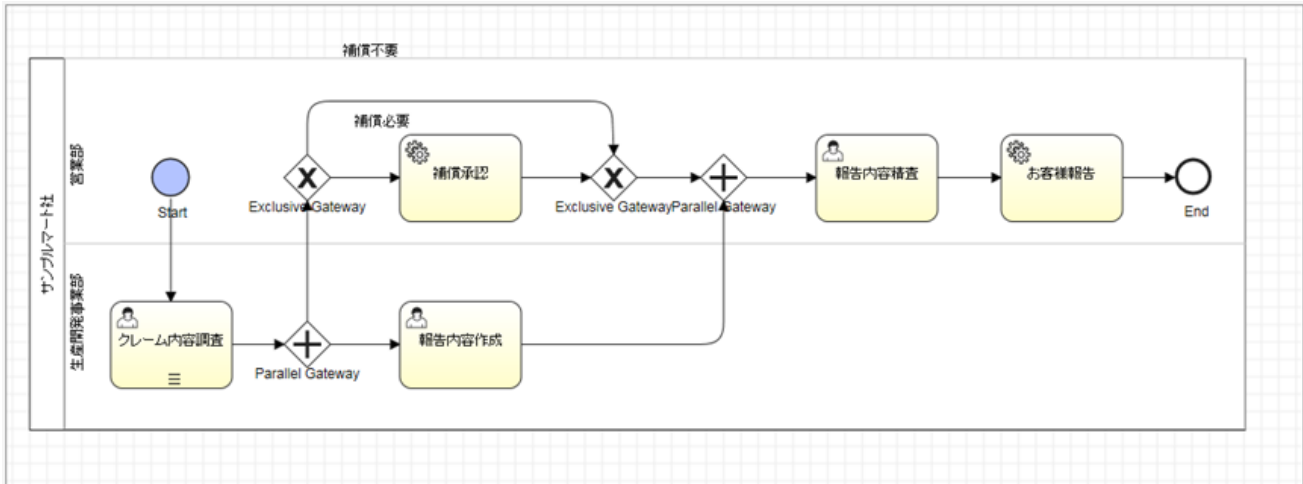 補償不要
サンプルマート社
営業部
Start
Exclusive Gateway
補償必要
補償承認
Exclusive Gateway
Parallel Gateway
報告内容精査
お客様報告
End
生産開発事業部
クレーム内容調査
Parallel Gateway
報告内容作成